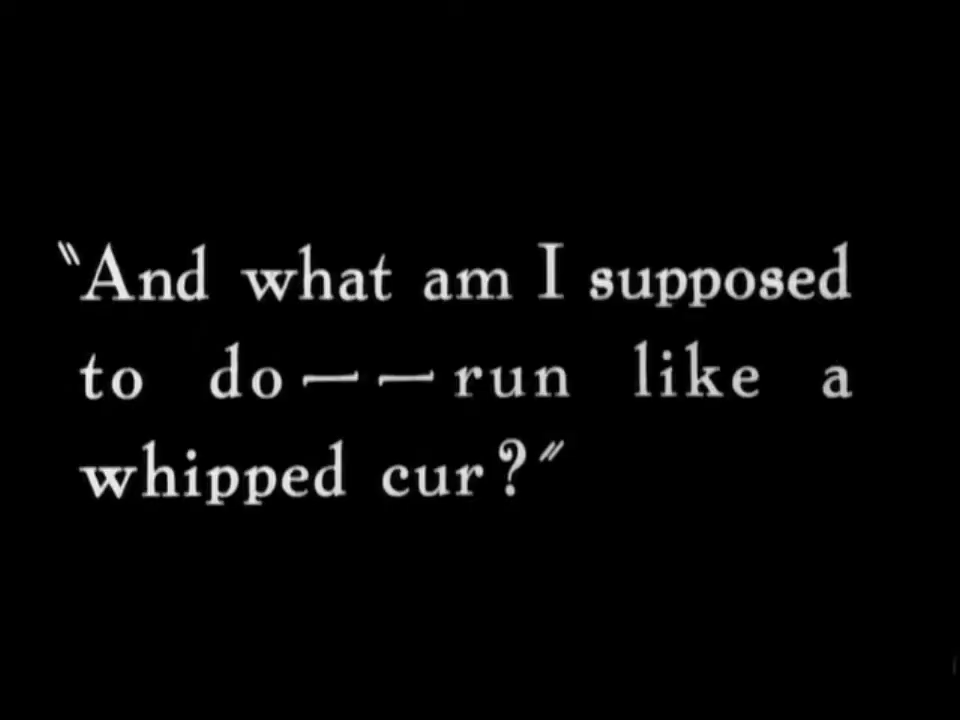 "And what am I supposed
to do——run like a
whipped cur?"